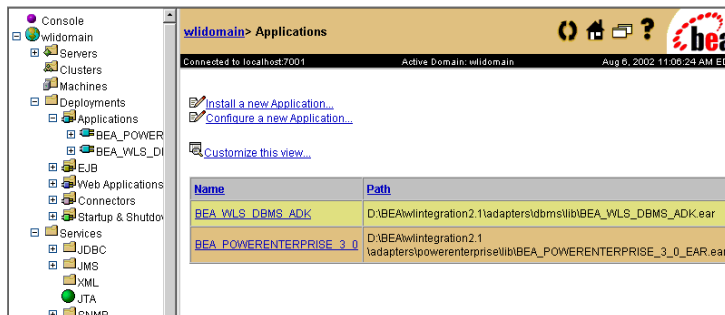 Console
wlidomain
Servers
Clusters
Machines
Deployments
Applications
BEA_POWER
BEA_WLS_DI
EJB
Web Applications
Connectors
Startup & Shutdov
Services
JDBC
JMS
XML
JTA
SNMP
wlidomain> Applications
?
bea
Connected to localhost:7001 Active Domain: wlidomain Aug 6, 2002 11:06:24 AM ED
Install a new Application...
Configure a new Application...
Customize this view...
Name Path
BEA_WLS_DBMS_ADK D:\BEA\wlintegration2.1\adapters\dbms\lib\BEA_WLS_DBMS_ADK.ear
BEA_POWERENTERPRISE_3_0 D:\BEA\wlintegration2.1
\adapters\powerenterprise\lib\BEA_POWERENTERPRISE_3_0_EAR.ear